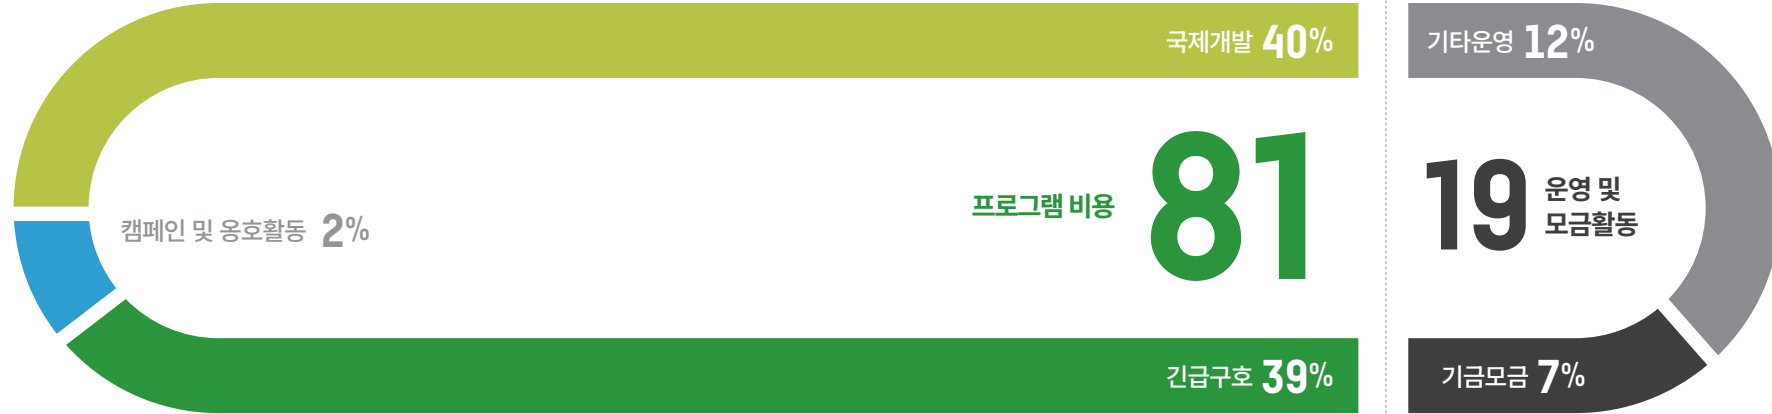 국제개발 40%
기타운영 12%
프로그램 비용 81
19 운영 및
모금활동
캠페인 및 옹호활동 2%
긴급구호 39%
기금모금 7%